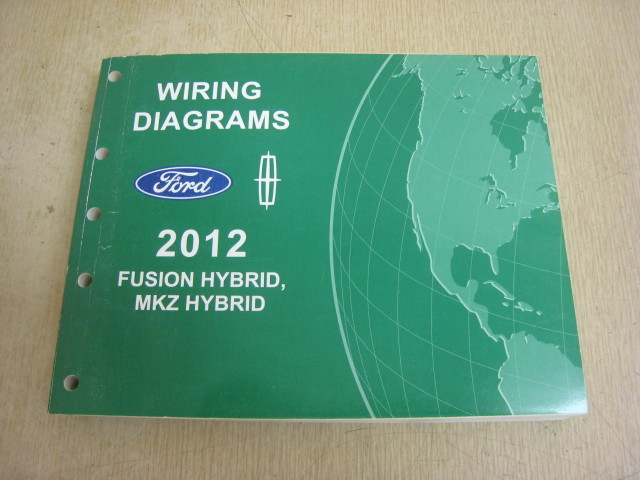 WIRING
DIAGRAMS
Ford
2012
FUSION HYBRID,
MKZ HYBRID